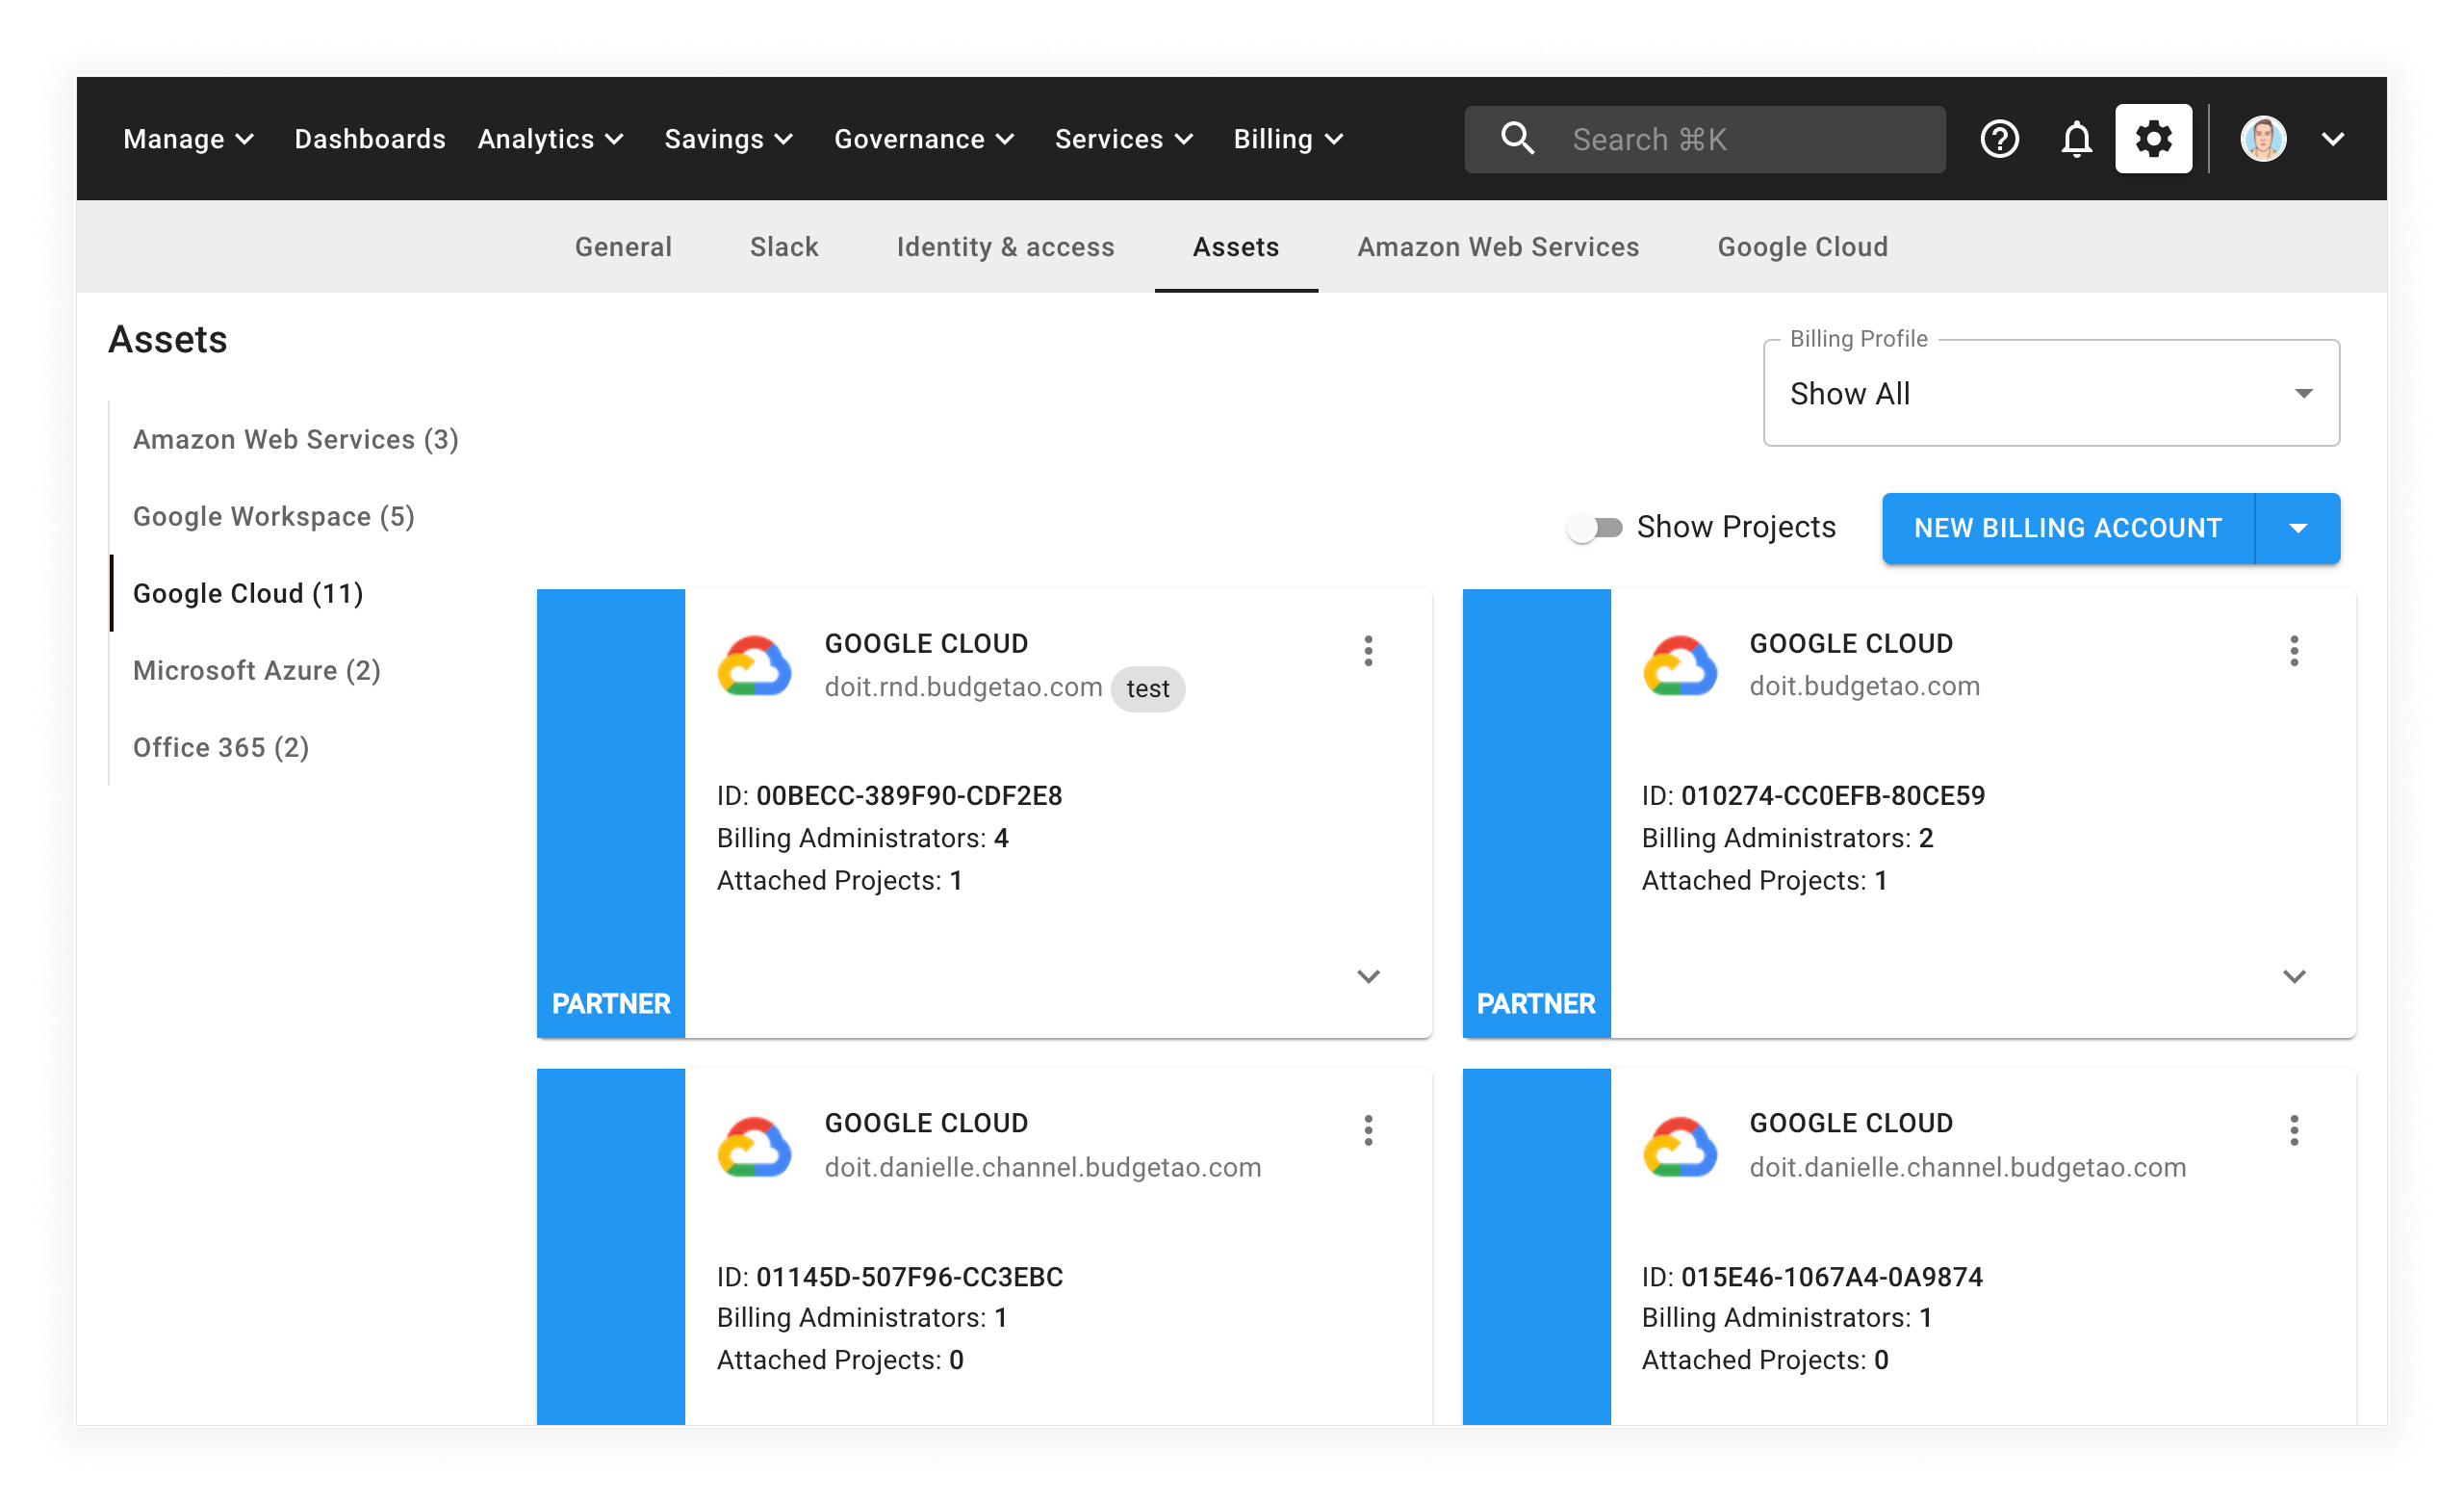 Manage Dashboards Analytics Savings Governance Services Billing Search ⌘K
General Slack Identity & access Assets Amazon Web Services Google Cloud
Assets
Billing Profile
Show All
Amazon Web Services (3)
Google Workspace (5)
Google Cloud (11)
Microsoft Azure (2)
Office 365 (2)
Show Projects NEW BILLING ACCOUNT
GOOGLE CLOUD
doit.rnd.budgetao.com test
ID: 00BECC-389F90-CDF2E8
Billing Administrators: 4
Attached Projects: 1
PARTNER
GOOGLE CLOUD
doit.budgetao.com
ID: 010274-CC0EFB-80CE59
Billing Administrators: 2
Attached Projects: 1
PARTNER
GOOGLE CLOUD
doit.danielle.channel.budgetao.com
ID: 01145D-507F96-CC3EBC
Billing Administrators: 1
Attached Projects: 0
GOOGLE CLOUD
doit.danielle.channel.budgetao.com
ID: 015E46-1067A4-0A9874
Billing Administrators: 1
Attached Projects: 0